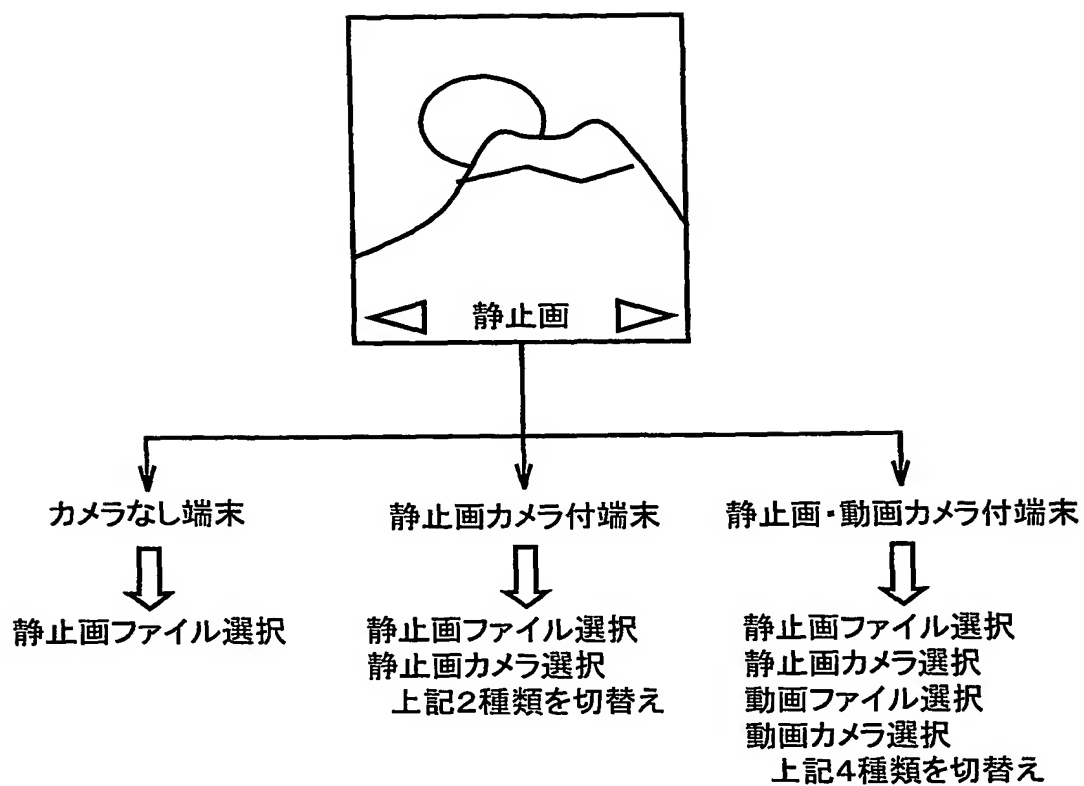 静止画
カメラなし端末
静止画カメラ付端末
静止画・動画カメラ付端末
静止画ファイル選択
静止画ファイル選択
静止画カメラ選択
上記2種類を切替え
静止画ファイル選択
静止画カメラ選択
動画ファイル選択
動画カメラ選択
上記4種類を切替え